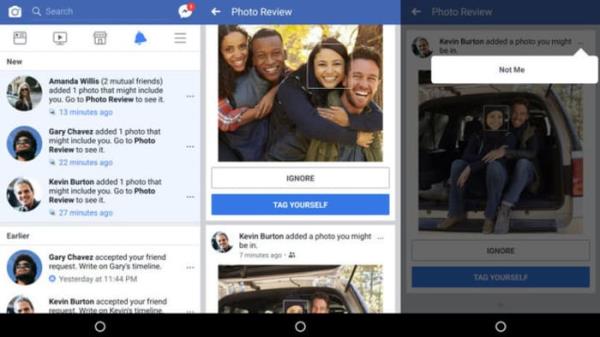 Search
New
Amanda Willis (2 mutual friends)
added 1 photo that might include
you. Go to Photo Review to see it.
13 minutes ago
Gary Chavez added 1 photo that
might include you. Go to Photo
Review to see it.
22 minutes ago
Kevin Burton added 1 photo that
might include you. Go to Photo
Review to see it.
27 minutes ago
Earlier
Gary Chavez accepted your friend
request. Write on Gary's timeline.
Yesterday at 11:44 PM
Kevin Burton accepted your friend
request. Write on Kevin's timeline.
Photo Review
IGNORE
TAG YOURSELF
Kevin Burton added a photo you might
be in.
7 minutes ago
Photo Review
Kevin Burton added a photo you might
be in.
Not Me
IGNORE
TAG YOURSELF